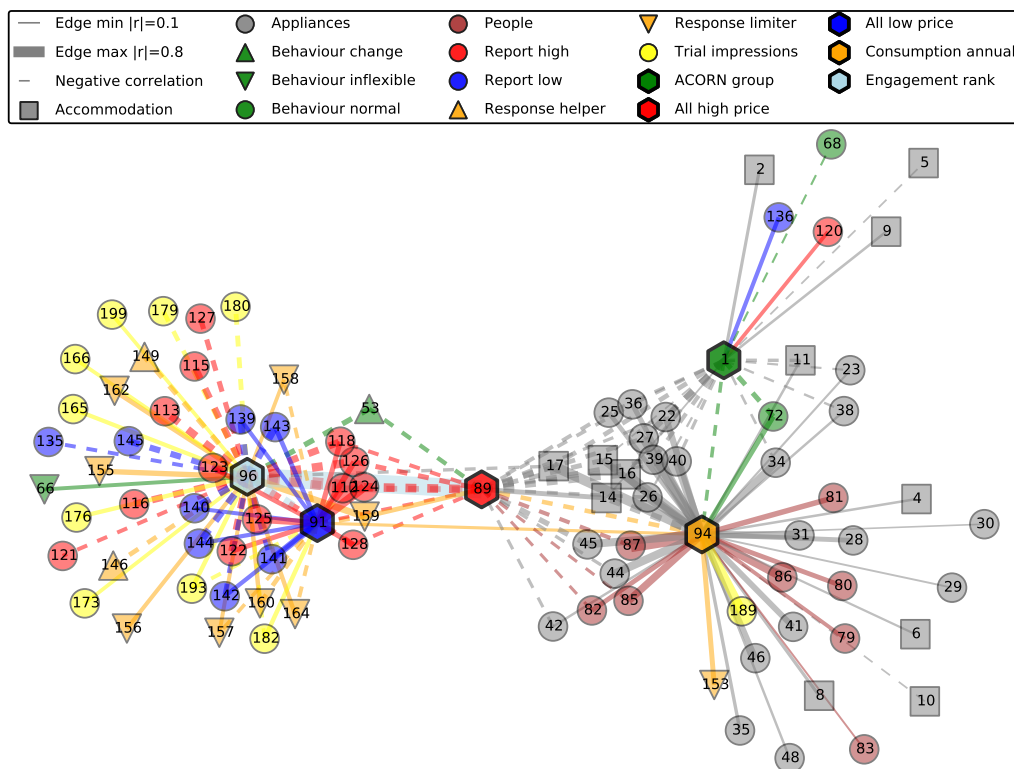 Edge min |r|=0.1 Appliances People Response limiter All low price
Edge max |r|=0.8 Behaviour change Report high Trial impressions Consumption annual
Negative correlation Behaviour inflexible Report low ACORN group Engagement rank
Accommodation Behaviour normal Response helper All high price
68
2 5
136
120 9
180
199 179 127
149 166 115 1 11
162 158 23
165 113 139 53 25 36 22 72 38
135 145 143 118 27
155 123 96 126 17 15 16 39 40 34
66 112 124 89 14 26 81 4
116 140 125 91 159
176 144 122 128 45 87 94 31 28 30
121 146 141 44 86 80 29
173 193 142 160 164 82 85 189
156 157 182 42 41 79 6
46
153 8 10
35
48 83